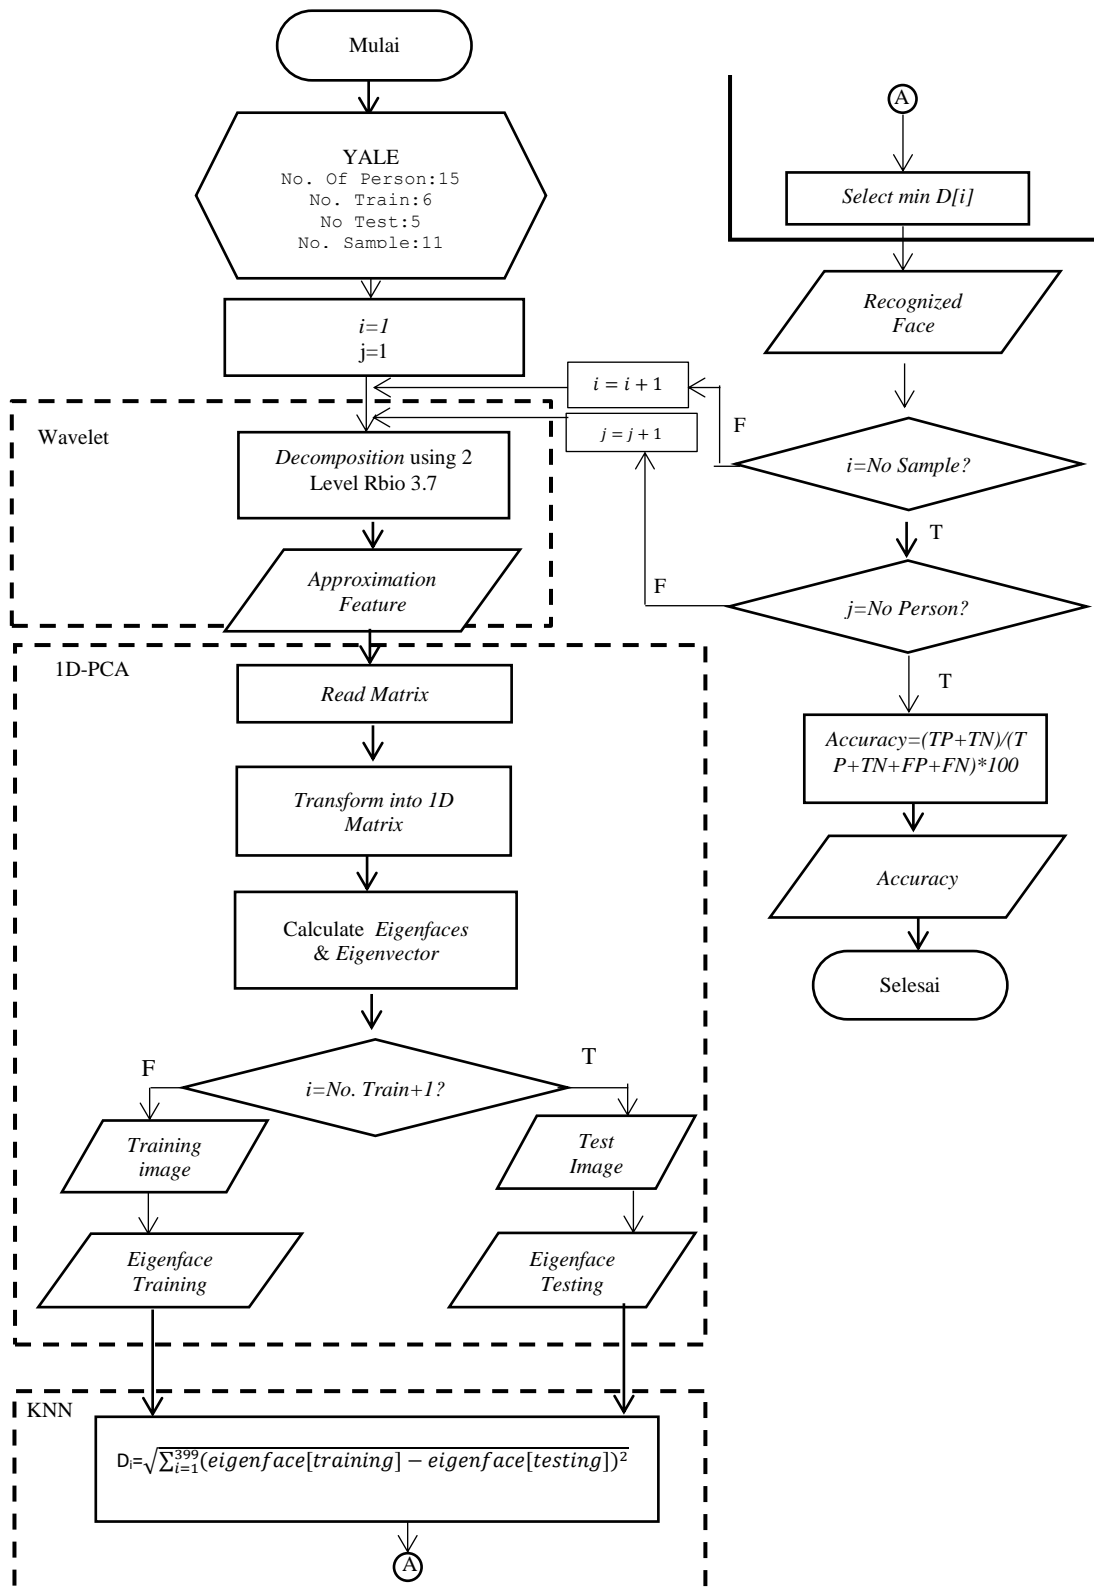 Mulai
YALE
No. Of Person:15
No. Train:6
No Test:5
No. Sample:11
i=1
j=1
Wavelet
Decomposition using 2
Level Rbio 3.7
Approximation
Feature
1D-PCA
Read Matrix
Transform into 1D
Matrix
Calculate Eigenfaces
& Eigenvector
i=No. Train+1?
F
T
Training
image
Test
Image
Eigenface
Training
Eigenface
Testing
KNN
Dᵢ=√∑³⁹⁹ᵢ₌₁(eigenface[training] − eigenface[testing])²
A
A
Select min D[i]
Recognized
Face
i = i + 1
j = j + 1
F
i=No Sample?
T
F
j=No Person?
T
Accuracy=(TP+TN)/(T
P+TN+FP+FN)*100
Accuracy
Selesai